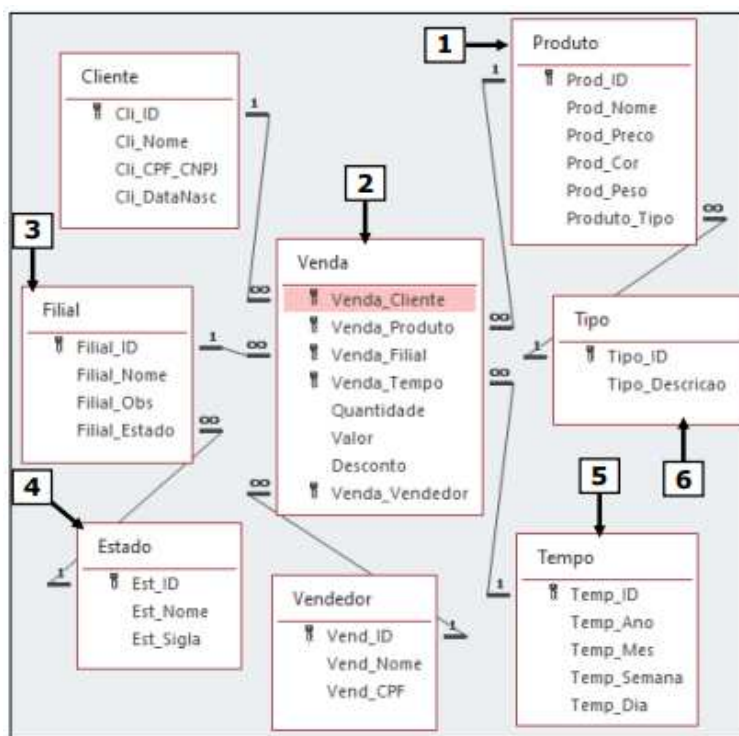 1
Produto
1
Prod_ID
Prod_Nome
Prod_Preco
Prod_Cor
Prod_Peso
Produto_Tipo
∞
Cliente
1
Cli_ID
Cli_Nome
Cli_CPF_CNPJ
Cli_DataNasc
∞
2
Venda
Venda_Cliente
Venda_Produto
Venda_Filial
Venda_Tempo
Quantidade
Valor
Desconto
Venda_Vendedor
∞
∞
∞
∞
3
Filial
Filial_ID
1
Filial_Nome
Filial_Obs
Filial_Estado
∞
Tipo
1
Tipo_ID
Tipo_Descricao
6
4
Estado
1
Est_ID
Est_Nome
Est_Sigla
Vendedor
1
Vend_ID
Vend_Nome
Vend_CPF
5
Tempo
1
Temp_ID
Temp_Ano
Temp_Mes
Temp_Semana
Temp_Dia